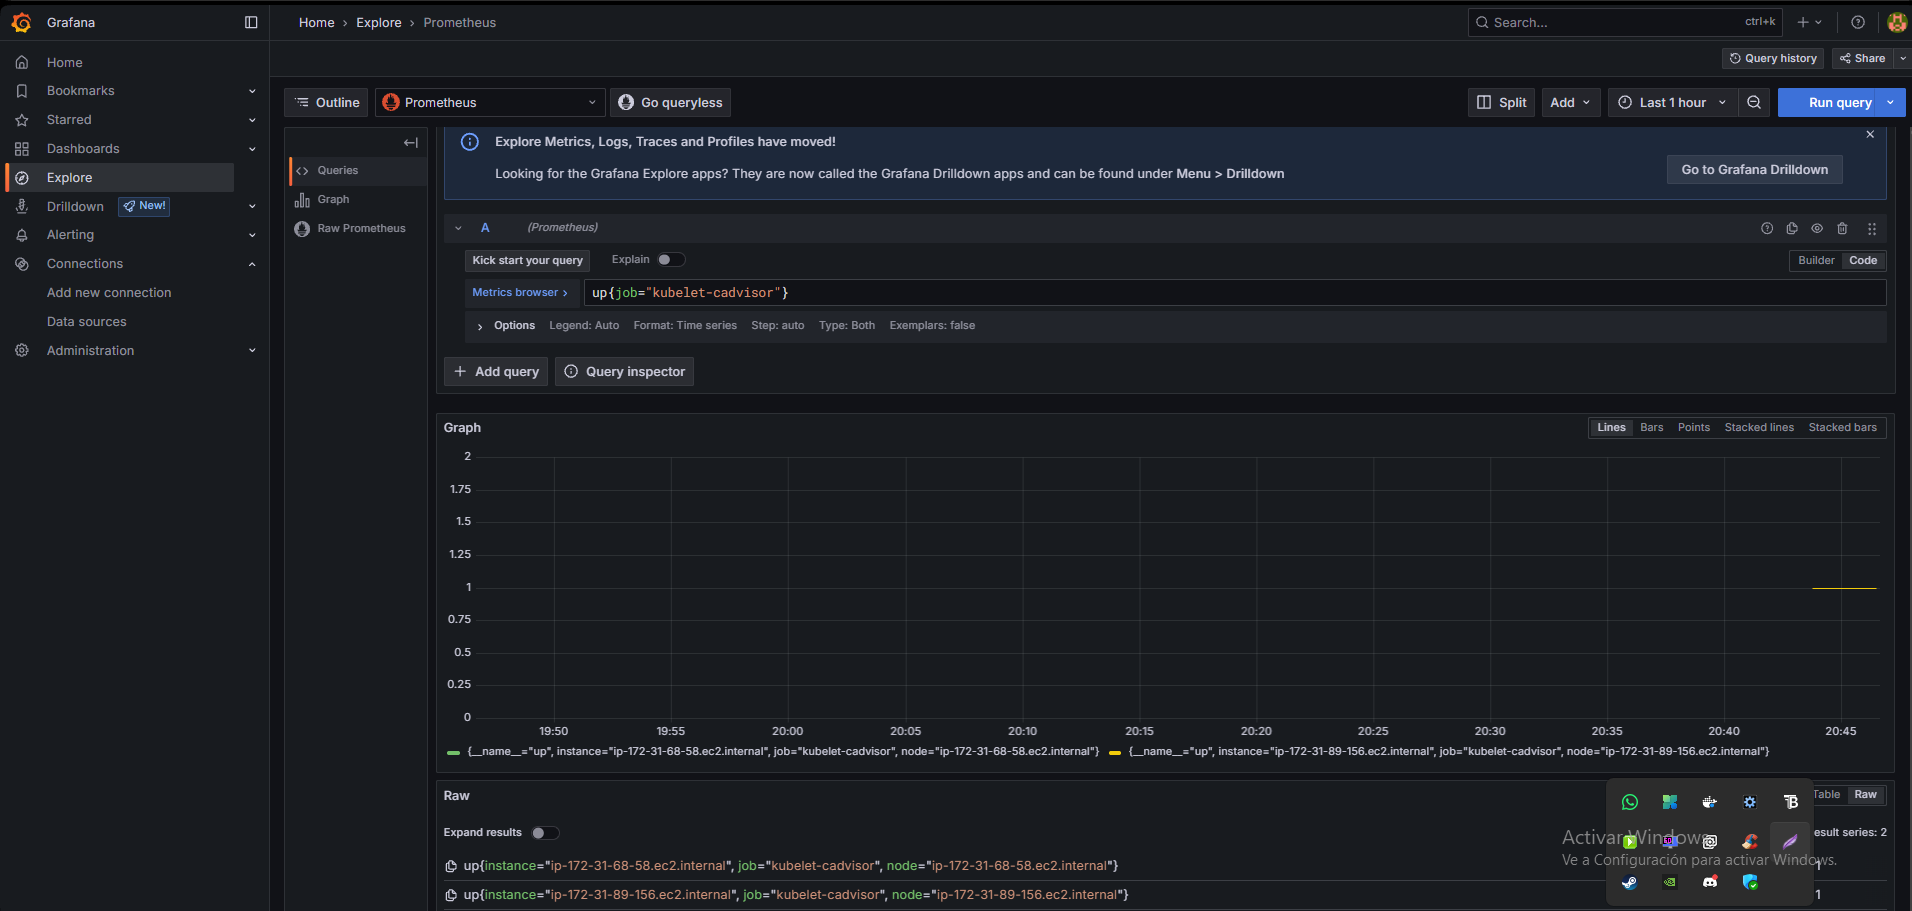 Grafana
Home › Explore › Prometheus
Search...
ctrl+k
Query history
Share
Home
Bookmarks
Starred
Dashboards
Explore
Drilldown
New!
Alerting
Connections
Add new connection
Data sources
Administration
Outline
Prometheus
Go queryless
Split
Add
Last 1 hour
Run query
Queries
Graph
Raw Prometheus
Explore Metrics, Logs, Traces and Profiles have moved!
Looking for the Grafana Explore apps? They are now called the Grafana Drilldown apps and can be found under Menu > Drilldown
Go to Grafana Drilldown
A
(Prometheus)
Kick start your query
Explain
Builder
Code
Metrics browser >
up{job="kubelet-cadvisor"}
Options Legend: Auto Format: Time series Step: auto Type: Both Exemplars: false
+ Add query
Query inspector
Graph
Lines Bars Points Stacked lines Stacked bars
2
1.75
1.5
1.25
1
0.75
0.5
0.25
0
19:50 19:55 20:00 20:05 20:10 20:15 20:20 20:25 20:30 20:35 20:40 20:45
{__name__="up", instance="ip-172-31-68-58.ec2.internal", job="kubelet-cadvisor", node="ip-172-31-68-58.ec2.internal"} {__name__="up", instance="ip-172-31-89-156.ec2.internal", job="kubelet-cadvisor", node="ip-172-31-89-156.ec2.internal"}
Raw
Table Raw
Expand results
esult series: 2
up{instance="ip-172-31-68-58.ec2.internal", job="kubelet-cadvisor", node="ip-172-31-68-58.ec2.internal"}
1
up{instance="ip-172-31-89-156.ec2.internal", job="kubelet-cadvisor", node="ip-172-31-89-156.ec2.internal"}
1
Activar Windows
Ve a Configuración para activar Windows.